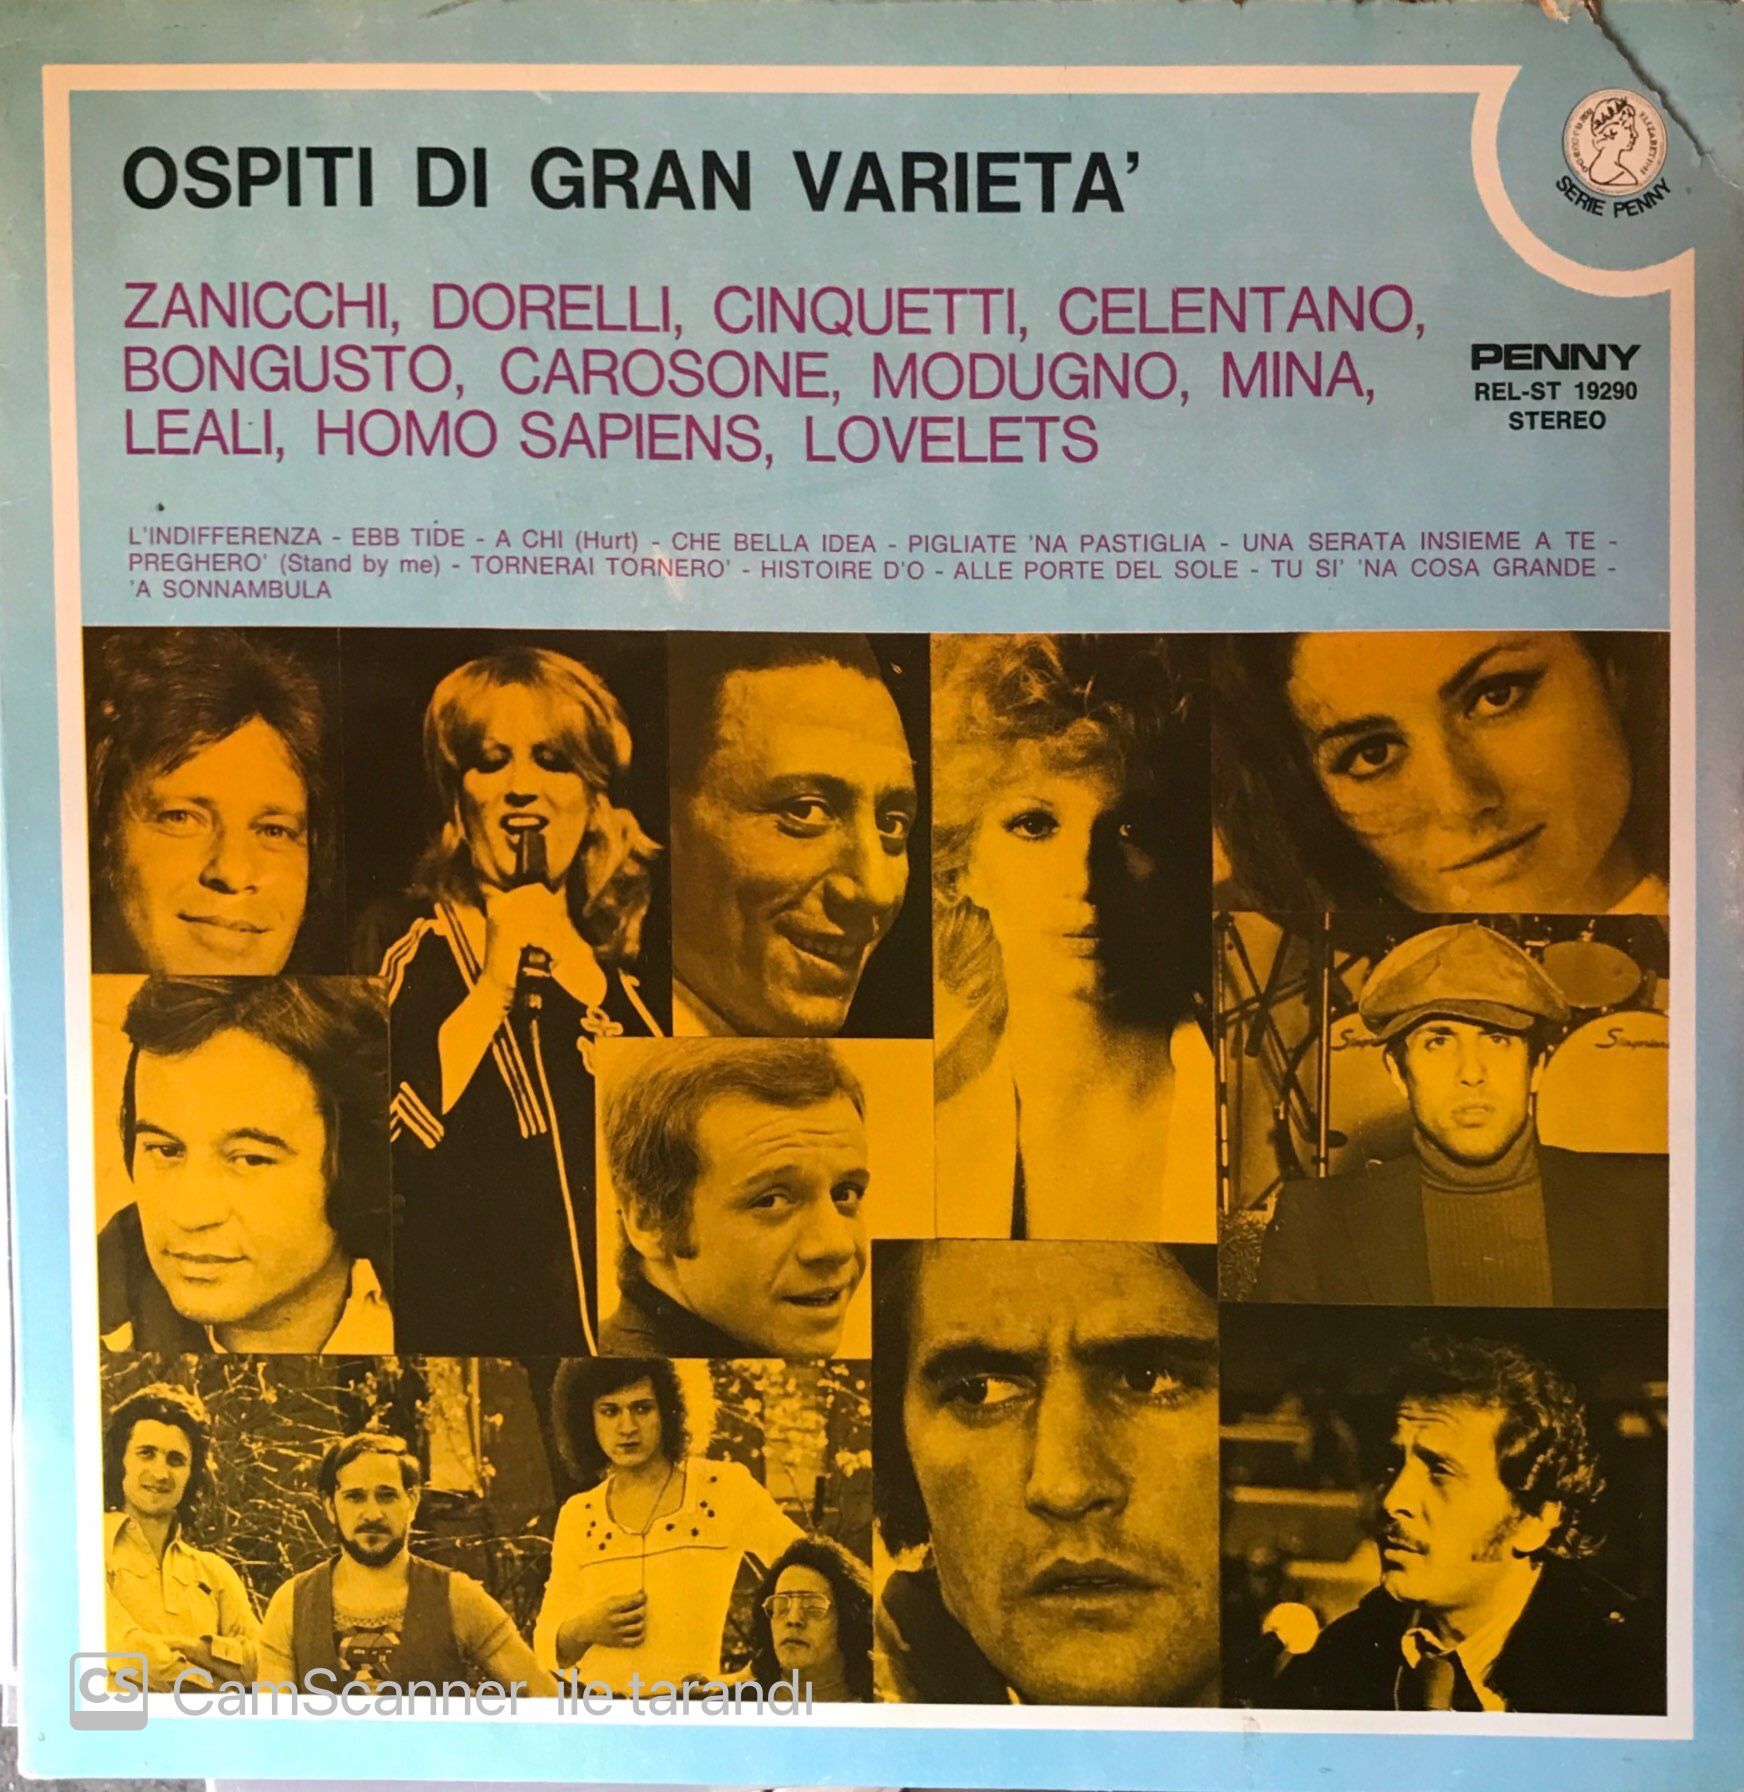 OSPITI DI GRAN VARIETA'
SERIE PENNY
ZANICCHI, DORELLI, CINQUETTI, CELENTANO,
BONGUSTO, CAROSONE, MODUGNO, MINA,
LEALI, HOMO SAPIENS, LOVELETS
PENNY
REL-ST 19290
STEREO
L'INDIFFERENZA - EBB TIDE - A CHI (Hurt) - CHE BELLA IDEA - PIGLIATE 'NA PASTIGLIA - UNA SERATA INSIEME A TE -
PREGHERO' (Stand by me) - TORNERAI TORNERO' - HISTOIRE D'O - ALLE PORTE DEL SOLE - TU SI' 'NA COSA GRANDE -
'A SONNAMBULA
CS CamScanner ile tarandı